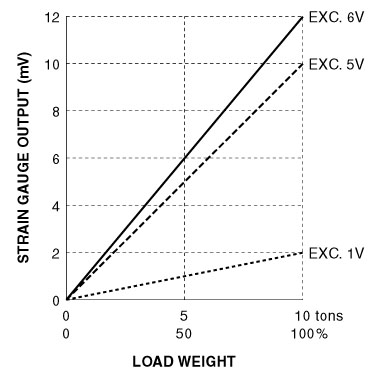 12
EXC. 6V
10
EXC. 5V
8
6
4
2
EXC. 1V
0
STRAIN GAUGE OUTPUT (mV)
0 5 10 tons
0 50 100%
LOAD WEIGHT